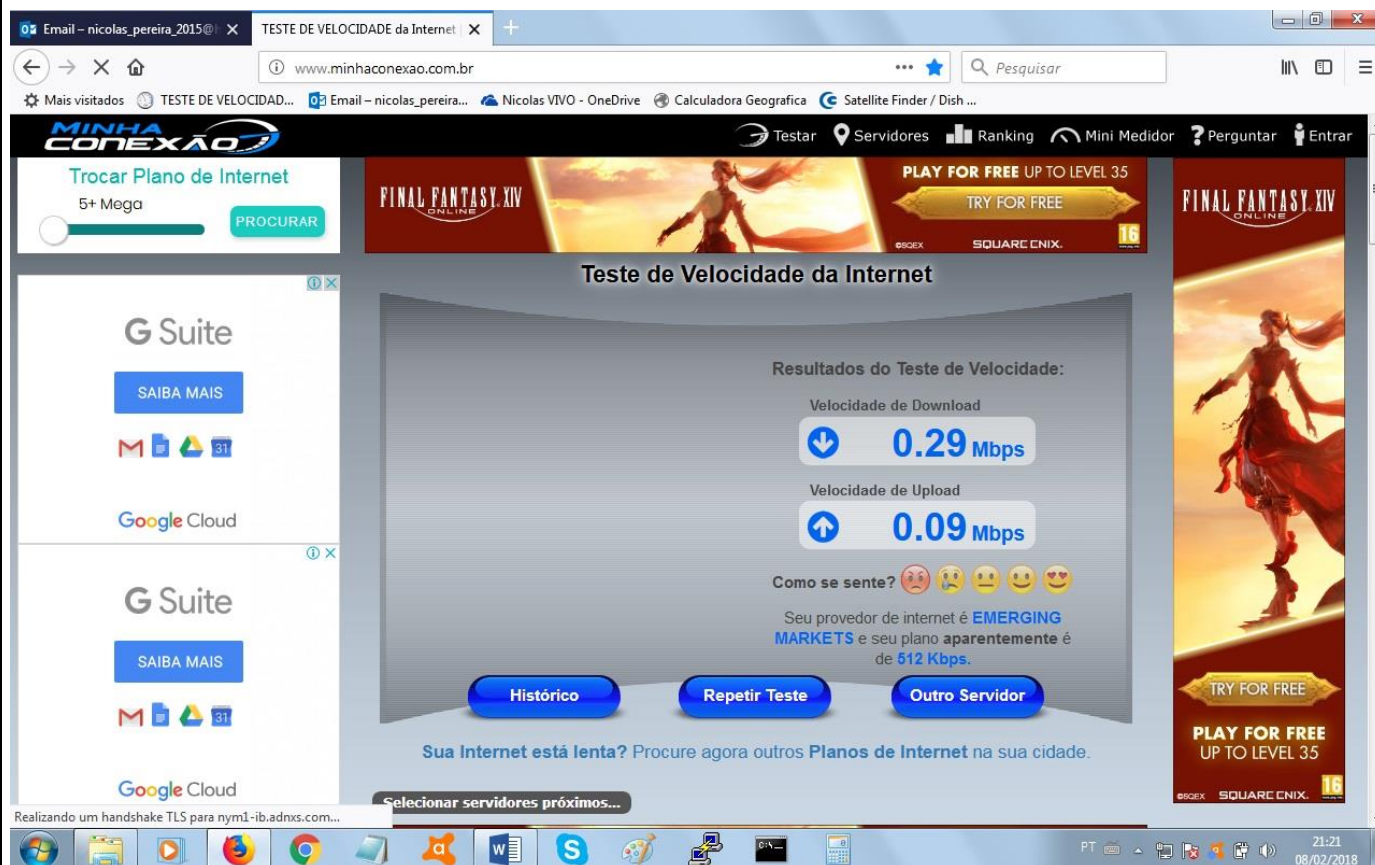 Email – nicolas_pereira_2015@h
TESTE DE VELOCIDADE da Internet |
www.minhaconexao.com.br
Pesquisar
Mais visitados
TESTE DE VELOCIDAD...
Email – nicolas_pereira...
Nicolas VIVO - OneDrive
Calculadora Geografica
Satellite Finder / Dish ...
MINHA
CONEXÃO
Testar
Servidores
Ranking
Mini Medidor
Perguntar
Entrar
Trocar Plano de Internet
5+ Mega
PROCURAR
FINAL FANTASY XIV
ONLINE
PLAY FOR FREE UP TO LEVEL 35
TRY FOR FREE
©SQEX
SQUARE ENIX.
16
FINAL FANTASY XIV
ONLINE
Teste de Velocidade da Internet
G Suite
SAIBA MAIS
31
Google Cloud
Resultados do Teste de Velocidade:
Velocidade de Download
0.29 Mbps
Velocidade de Upload
0.09 Mbps
Como se sente?
Seu provedor de internet é EMERGING
MARKETS e seu plano aparentemente é
de 512 Kbps.
G Suite
SAIBA MAIS
31
Google Cloud
Histórico
Repetir Teste
Outro Servidor
Sua Internet está lenta? Procure agora outros Planos de Internet na sua cidade.
Selecionar servidores próximos...
TRY FOR FREE
PLAY FOR FREE
UP TO LEVEL 35
©SQEX
SQUARE ENIX.
16
Realizando um handshake TLS para nym1-ib.adnxs.com...
PT
21:21
08/02/2018